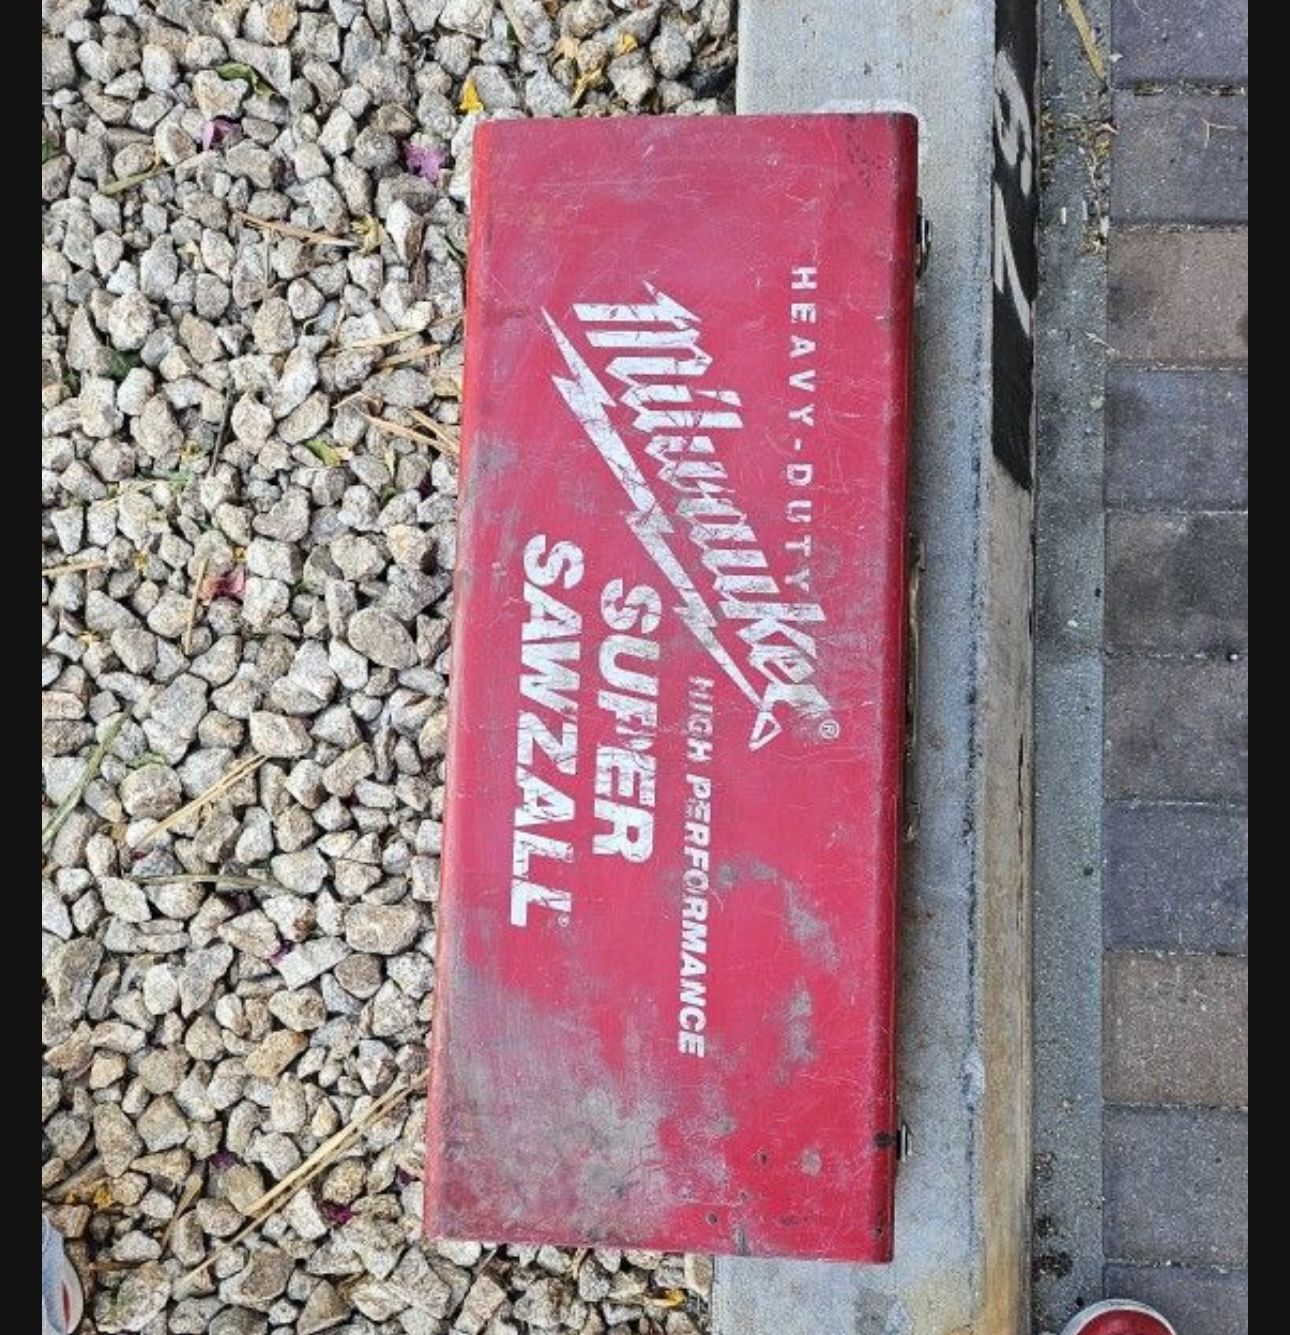 HEAVY-DUTY
Milwaukee®
HIGH PERFORMANCE
SUPER
SAWZALL®